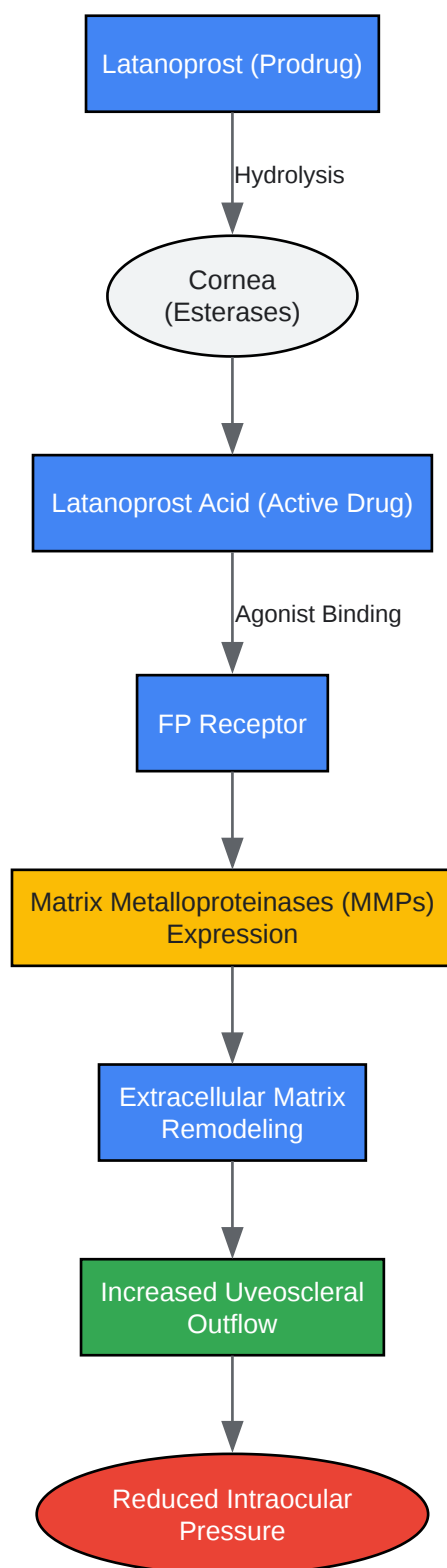 Latanoprost (Prodrug)
Hydrolysis
Cornea
(Esterases)
Latanoprost Acid (Active Drug)
Agonist Binding
FP Receptor
Matrix Metalloproteinases (MMPs)
Expression
Extracellular Matrix
Remodeling
Increased Uveoscleral
Outflow
Reduced Intraocular
Pressure